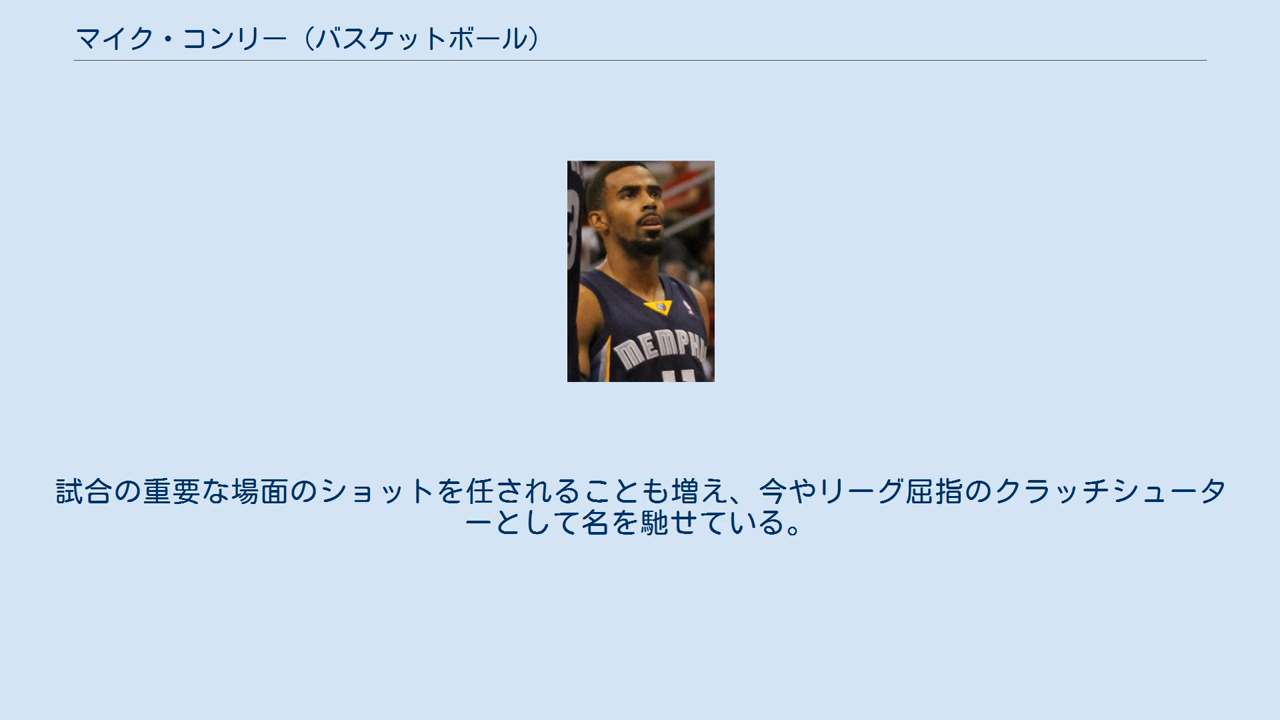 マイク・コンリー（バスケットボール）
MEMPHI
11
試合の重要な場面のショットを任されることも増え、今やリーグ屈指のクラッチシュータ
ーとして名を馳せている。